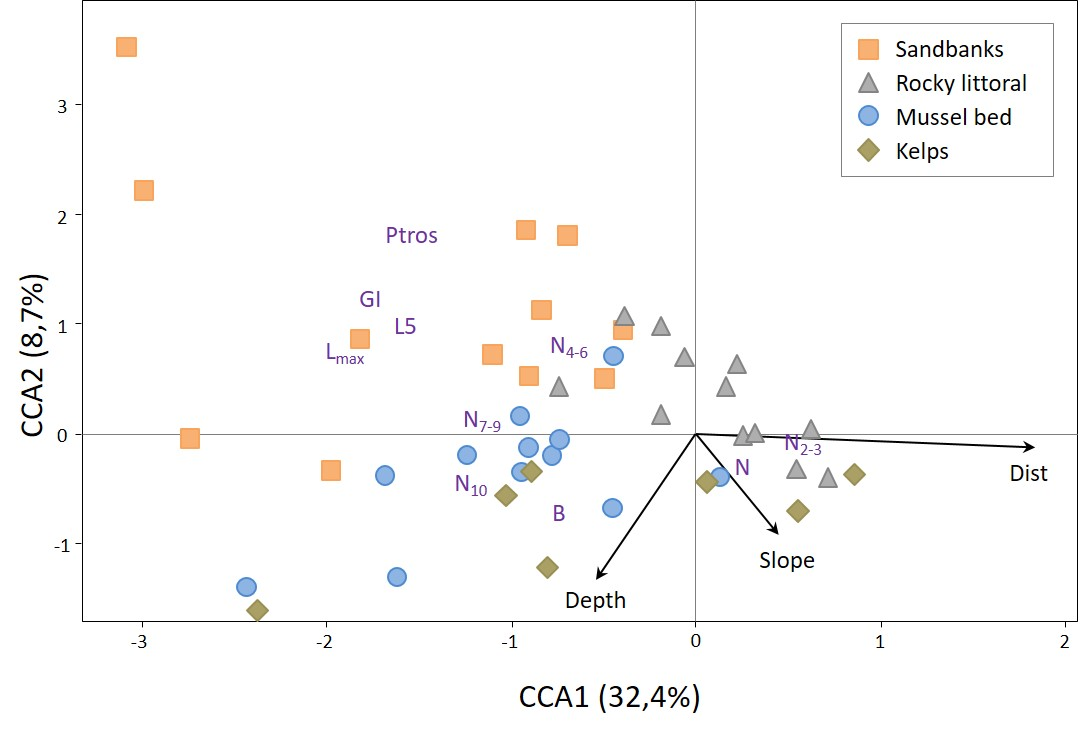 Sandbanks
Rocky littoral
Mussel bed
Kelps
3
2
1
0
-1
CCA2 (8,7%)
Ptros
GI
L5
Lmax
N4-6
N7-9
N10
B
N
N2-3
Dist
Slope
Depth
-3
-2
-1
0
1
2
CCA1 (32,4%)